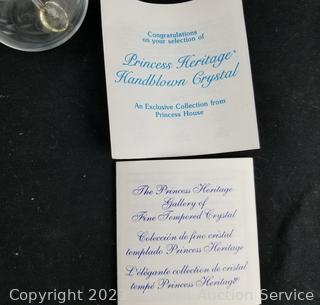 Congratulations
on your selection of
Princess Heritage®
Handblown Crystal
An Exclusive Collection from
Princess House
The Princess Heritage
Gallery of
Fine Tempered Crystal
Colección de fino cristal
templado Princess Heritage
L'élégante collection de cristal
tempé Princess Heritage®
Copyright 202 Auction Service